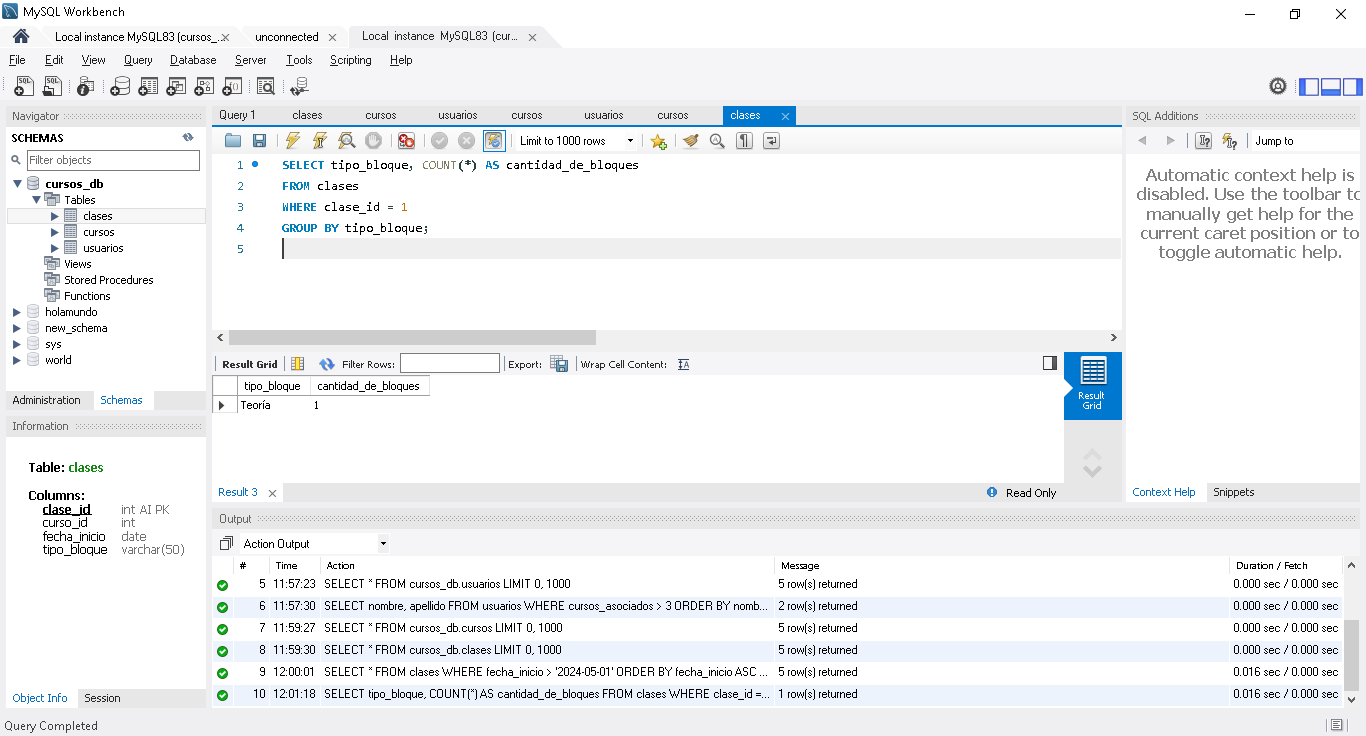 MySQL Workbench
Local instance MySQL83 (cursos_...
unconnected
Local instance MySQL83 (cur...
File Edit View Query Database Server Tools Scripting Help
Navigator
SCHEMAS
Filter objects
cursos_db
Tables
clases
cursos
usuarios
Views
Stored Procedures
Functions
holamundo
new_schema
sys
world
Administration Schemas
Information
Table: clases
Columns:
clase_id int AI PK
curso_id int
fecha_inicio date
tipo_bloque varchar(50)
Object Info Session
Query 1 clases cursos usuarios cursos usuarios cursos clases
Limit to 1000 rows
1 SELECT tipo_bloque, COUNT(*) AS cantidad_de_bloques
2 FROM clases
3 WHERE clase_id = 1
4 GROUP BY tipo_bloque;
5
Result Grid Filter Rows: Export: Wrap Cell Content:
tipo_bloque cantidad_de_bloques
Teoría 1
Result Grid
Result 3 Read Only
SQL Additions
Jump to
Automatic context help is
disabled. Use the toolbar to
manually get help for the
current caret position or to
toggle automatic help.
Context Help Snippets
Output
Action Output
# Time Action Message Duration / Fetch
5 11:57:23 SELECT * FROM cursos_db.usuarios LIMIT 0, 1000 5 row(s) returned 0.000 sec / 0.000 sec
6 11:57:30 SELECT nombre, apellido FROM usuarios WHERE cursos_asociados > 3 ORDER BY nomb... 2 row(s) returned 0.000 sec / 0.000 sec
7 11:59:27 SELECT * FROM cursos_db.cursos LIMIT 0, 1000 5 row(s) returned 0.000 sec / 0.000 sec
8 11:59:30 SELECT * FROM cursos_db.clases LIMIT 0, 1000 5 row(s) returned 0.000 sec / 0.000 sec
9 12:00:01 SELECT * FROM clases WHERE fecha_inicio > '2024-05-01' ORDER BY fecha_inicio ASC ... 5 row(s) returned 0.016 sec / 0.000 sec
10 12:01:18 SELECT tipo_bloque, COUNT(*) AS cantidad_de_bloques FROM clases WHERE clase_id =... 1 row(s) returned 0.016 sec / 0.000 sec
Query Completed